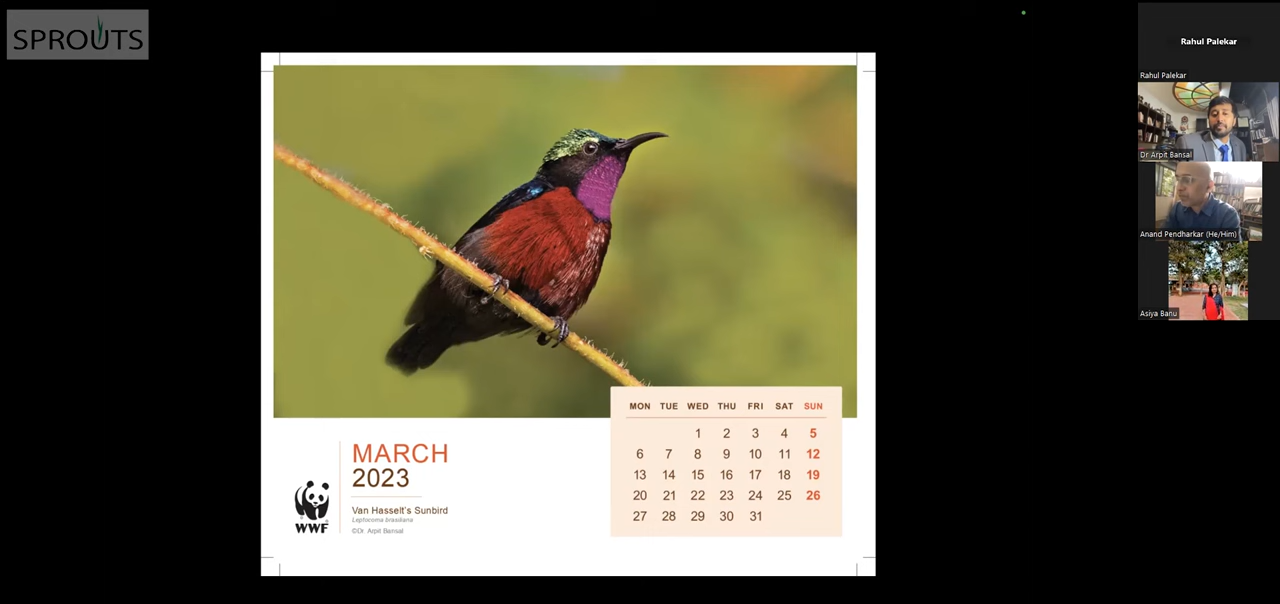 SPROUTS
Rahul Palekar
Rahul Palekar
Dr Arpit Bansal
Anand Pendharkar (He/Him)
Asiya Banu
MON TUE WED THU FRI SAT SUN
1 2 3 4 5
6 7 8 9 10 11 12
13 14 15 16 17 18 19
20 21 22 23 24 25 26
27 28 29 30 31
MARCH
2023
Van Hasselt's Sunbird
Leptocoma brasiliana
©Dr. Arpit Bansal
WWF